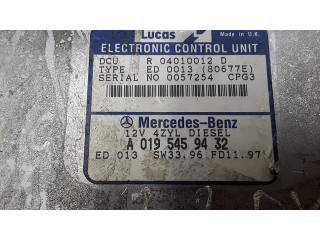 Lucas
Made in U.K.
ELECTRONIC CONTROL UNIT
DCU R 04010012 D
TYPE ED 0013 (80677E)
SERIAL NO 0057254 CPG3
Mercedes-Benz
12V 4ZYL DIESEL
A 019 545 94 32
ED 013 SW33.96 FD11.97